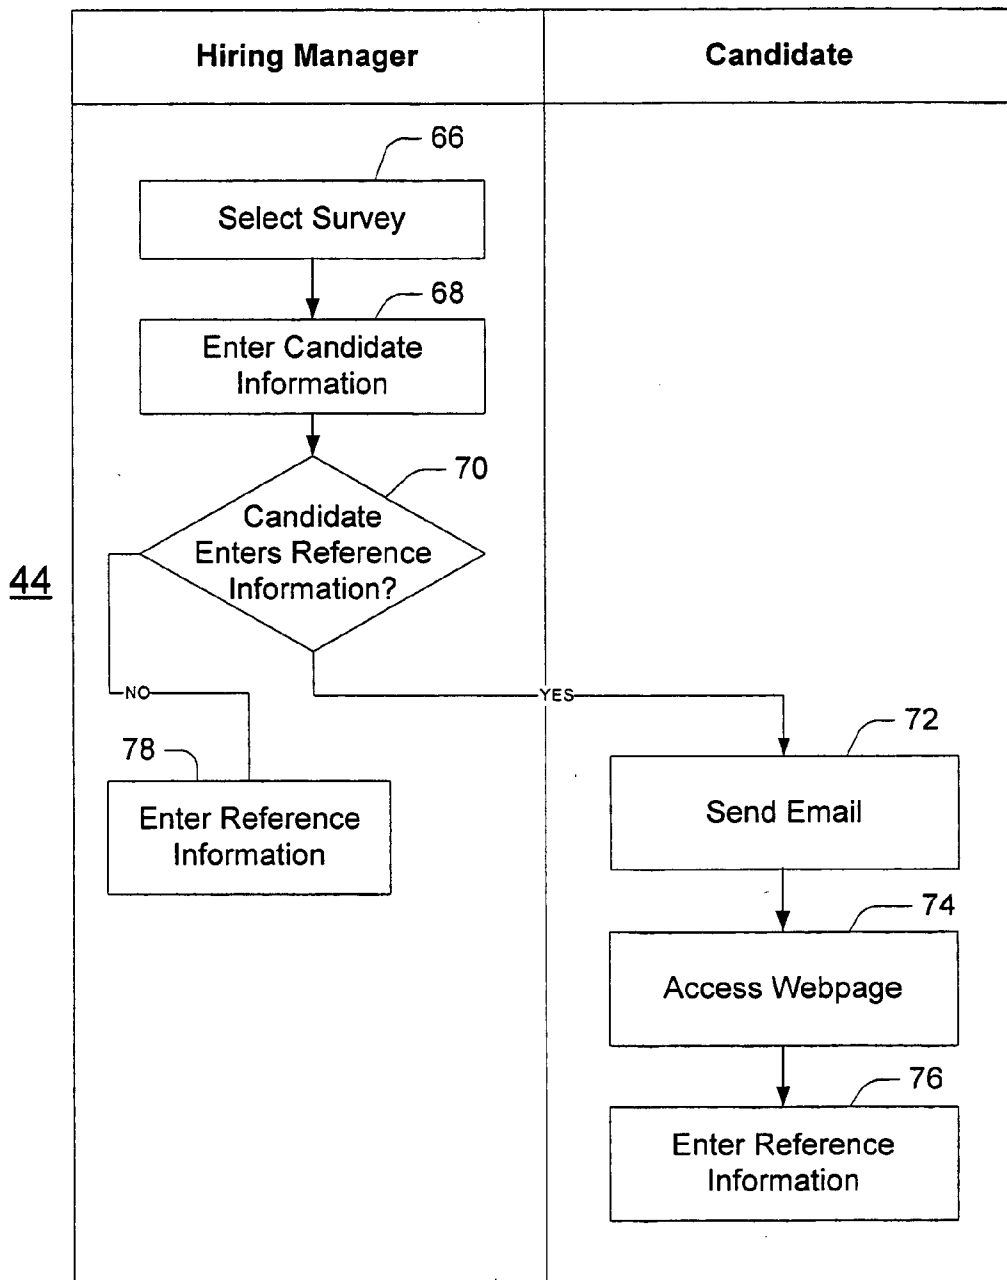 Hiring Manager
Candidate
66
Select Survey
68
Enter Candidate
Information
70
Candidate
Enters Reference
Information?
44
NO
YES
72
78
Send Email
Enter Reference
Information
74
Access Webpage
76
Enter Reference
Information